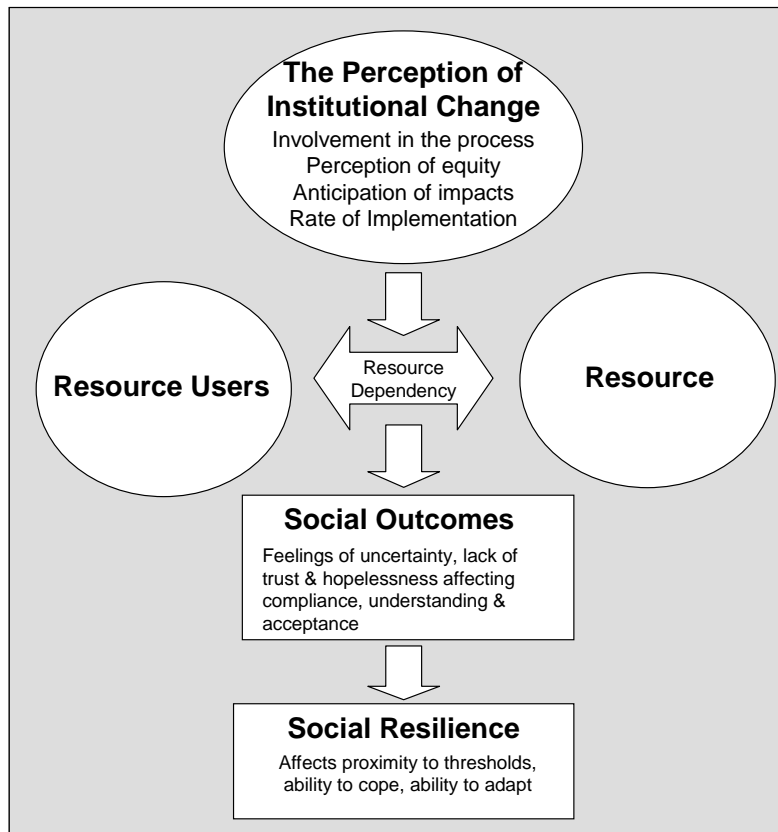 The Perception of
Institutional Change
Involvement in the process
Perception of equity
Anticipation of impacts
Rate of Implementation
Resource Users
Resource
Dependency
Resource
Social Outcomes
Feelings of uncertainty, lack of
trust & hopelessness affecting
compliance, understanding &
acceptance
Social Resilience
Affects proximity to thresholds,
ability to cope, ability to adapt